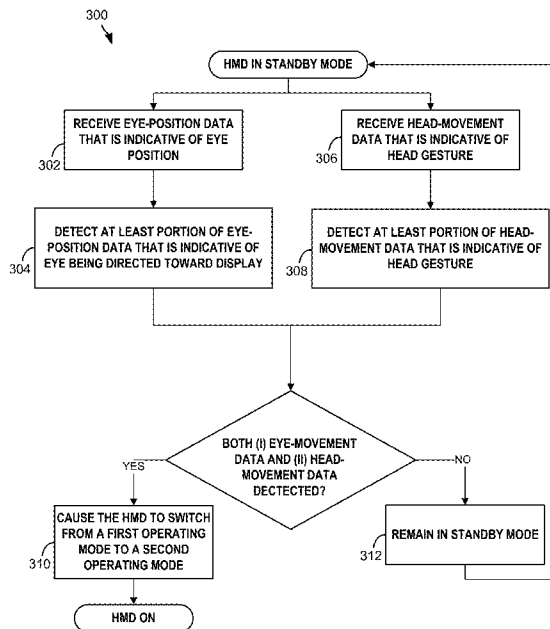 300
HMD IN STANDBY MODE
RECEIVE EYE-POSITION DATA
THAT IS INDICATIVE OF EYE
POSITION
302
RECEIVE HEAD-MOVEMENT
DATA THAT IS INDICATIVE OF
HEAD GESTURE
306
DETECT AT LEAST PORTION OF EYE-
POSITION DATA THAT IS INDICATIVE OF
EYE BEING DIRECTED TOWARD DISPLAY
304
DETECT AT LEAST PORTION OF HEAD-
MOVEMENT DATA THAT IS INDICATIVE OF
HEAD GESTURE
308
BOTH (I) EYE-MOVEMENT
DATA AND (II) HEAD-
MOVEMENT DATA
DECTECTED?
YES
NO
CAUSE THE HMD TO SWITCH
FROM A FIRST OPERATING
MODE TO A SECOND
OPERATING MODE
310
REMAIN IN STANDBY MODE
312
HMD ON